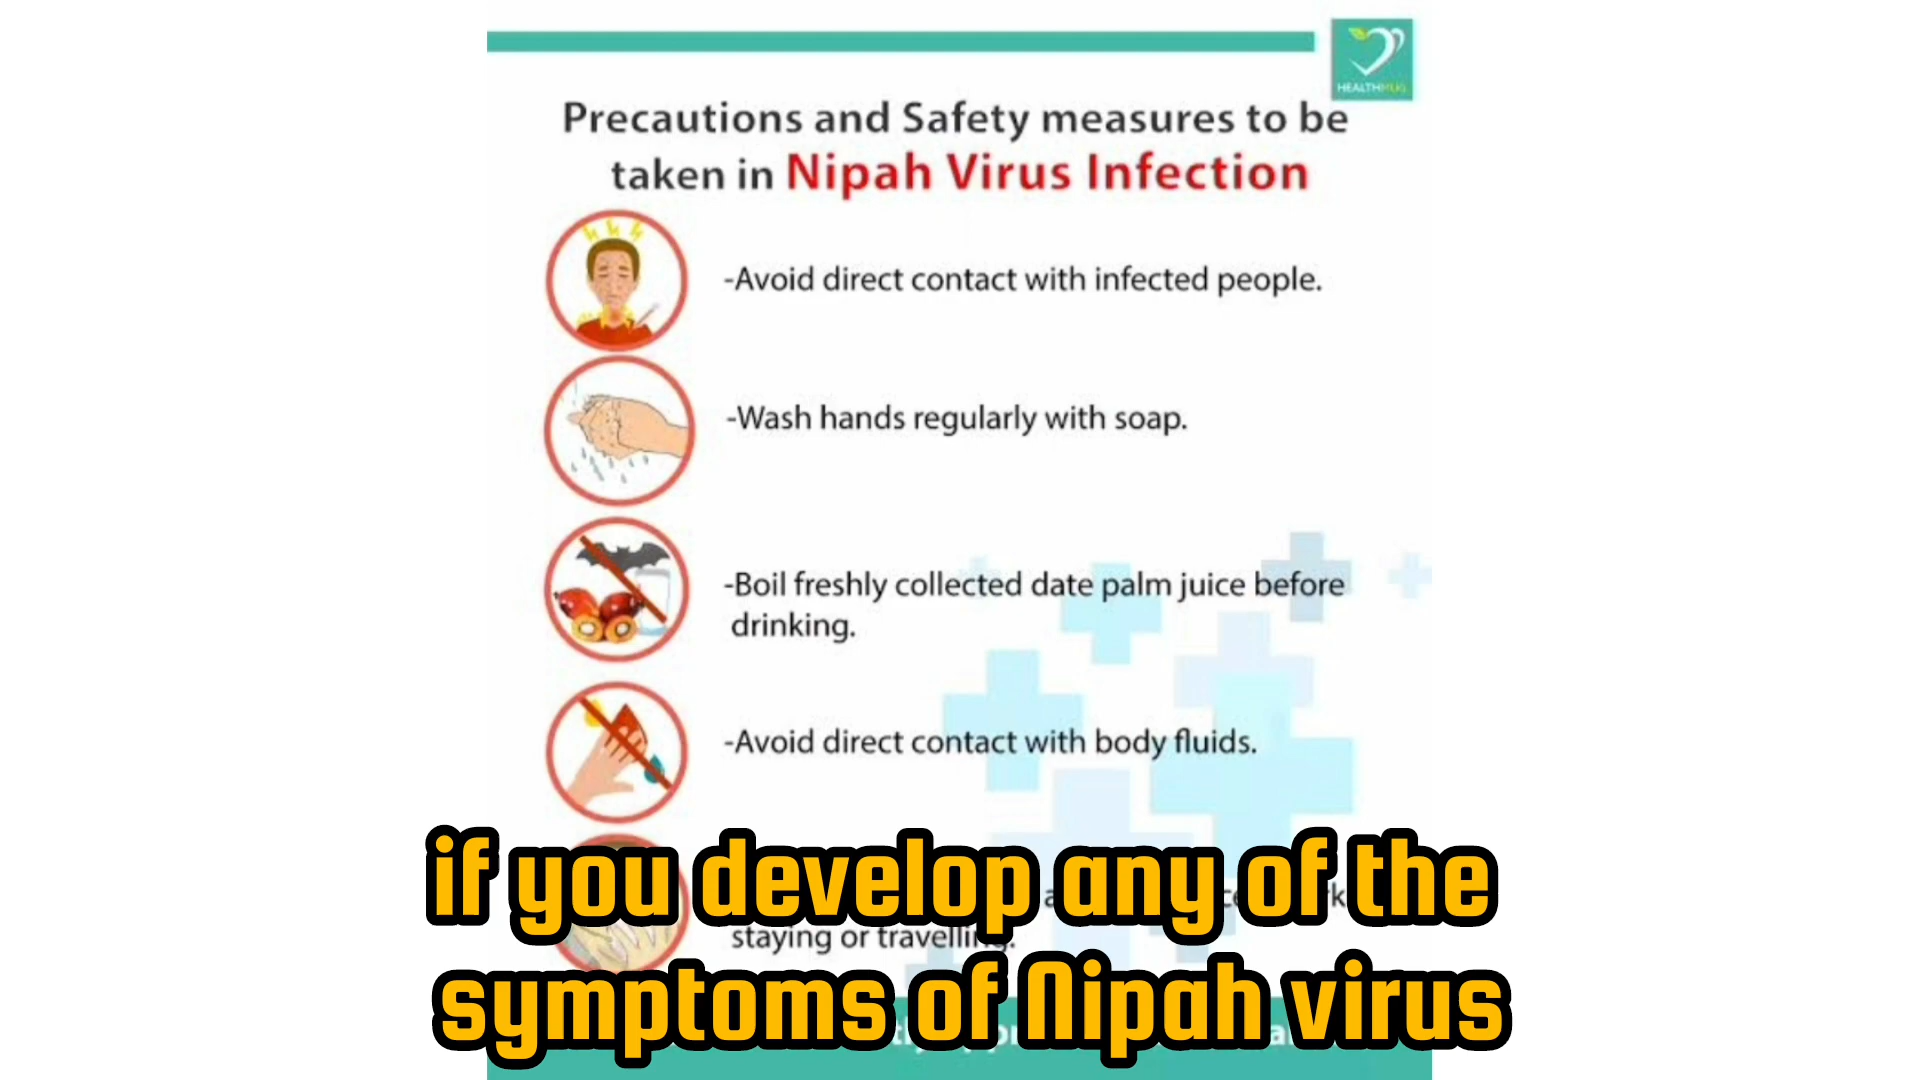 HEALTHMUG
Precautions and Safety measures to be
taken in Nipah Virus Infection
-Avoid direct contact with infected people.
-Wash hands regularly with soap.
-Boil freshly collected date palm juice before
drinking.
-Avoid direct contact with body fluids.
if you develop any of the
staying or travelling.
symptoms of Nipah virus